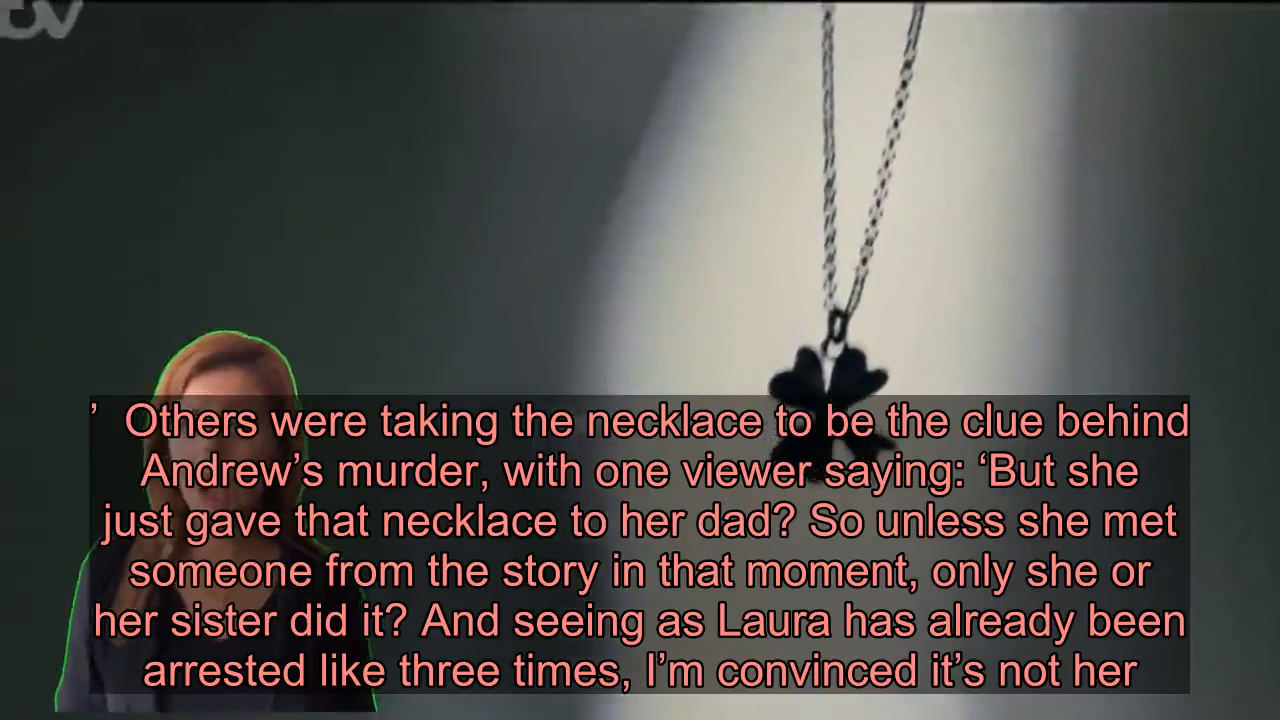 ’ Others were taking the necklace to be the clue behind
Andrew’s murder, with one viewer saying: ‘But she
just gave that necklace to her dad? So unless she met
someone from the story in that moment, only she or
her sister did it? And seeing as Laura has already been
arrested like three times, I’m convinced it’s not her